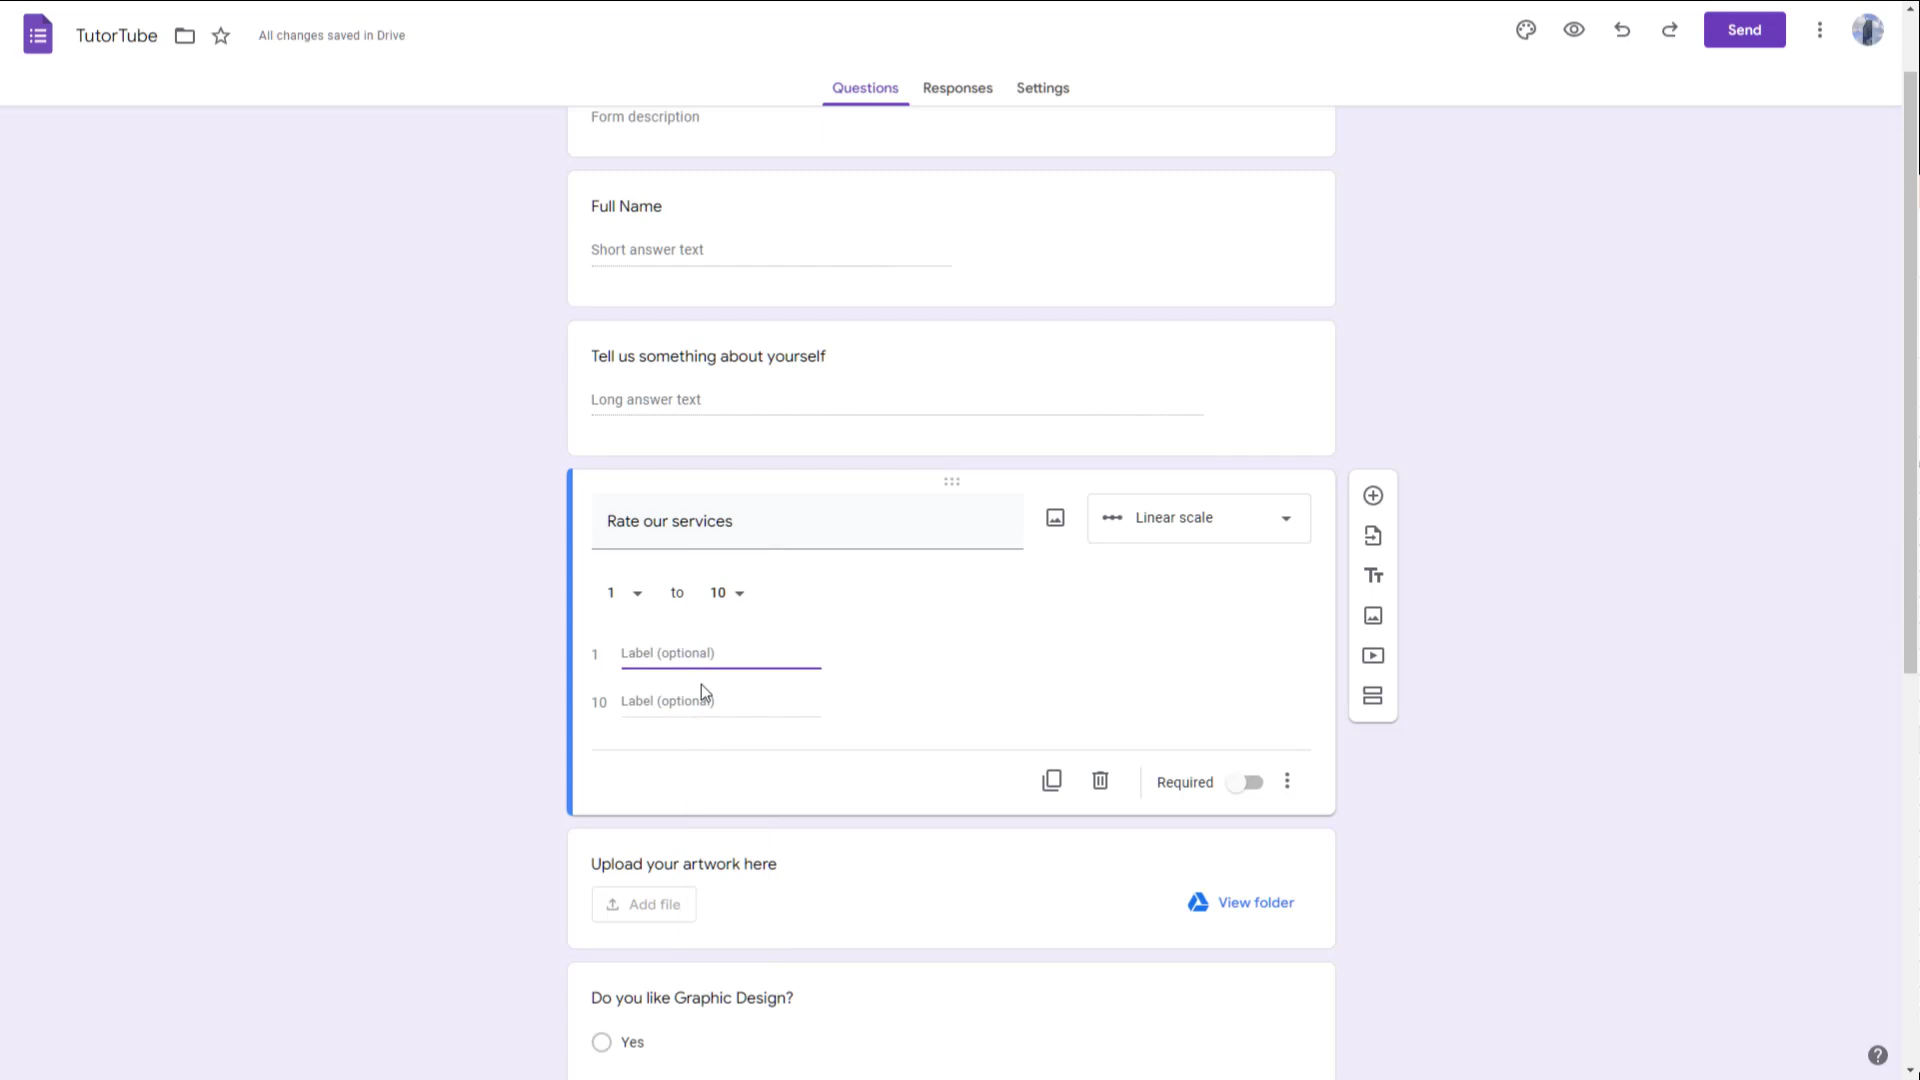 TutorTube
All changes saved in Drive
Send
Questions
Responses
Settings
Form description
Full Name
Short answer text
Tell us something about yourself
Long answer text
Rate our services
Linear scale
1 to 10
1 Label (optional)
10 Label (optional)
Required
Upload your artwork here
Add file
View folder
Do you like Graphic Design?
Yes